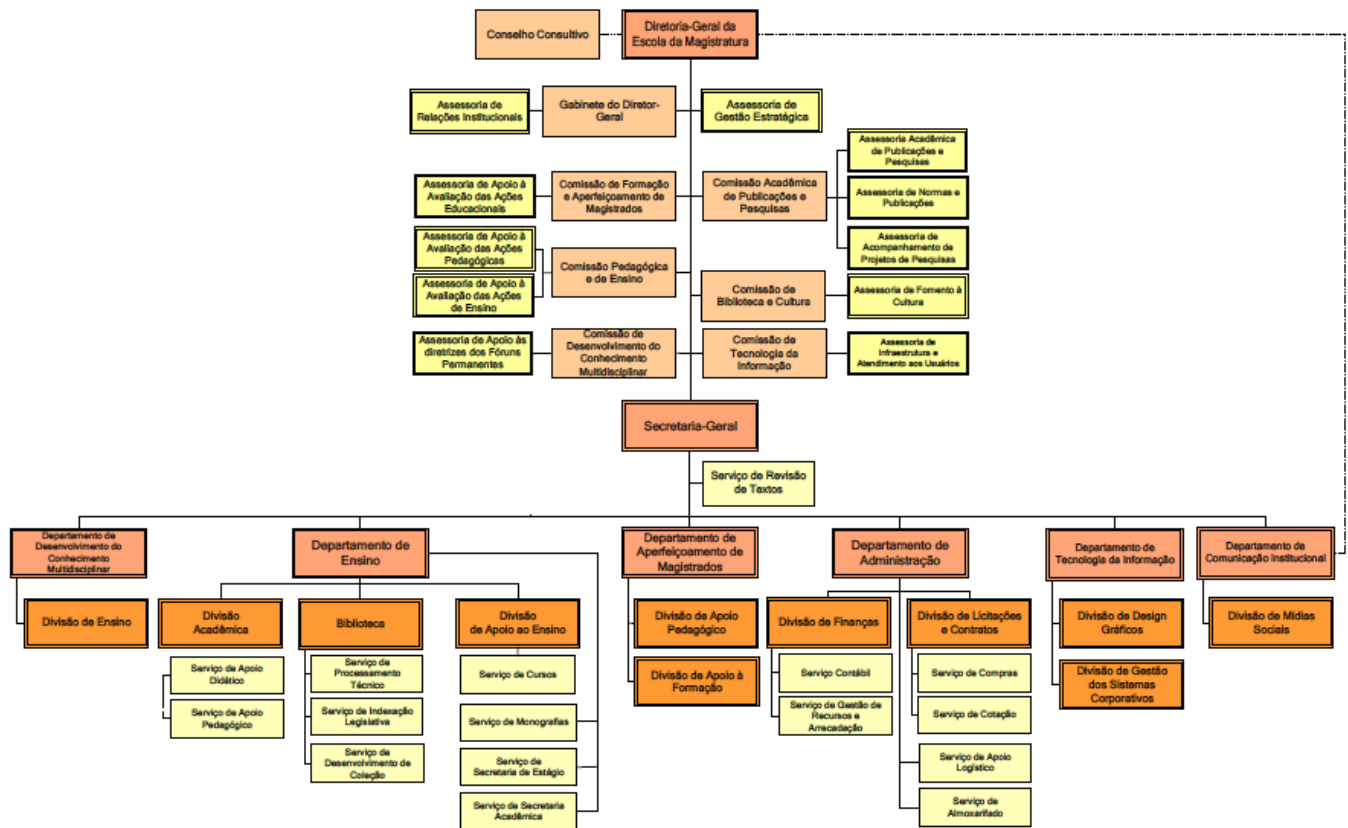 Conselho Consultivo
Diretoria-Geral da
Escola da Magistratura
Assessoria de
Relações Institucionais
Gabinete do Diretor-
Geral
Assessoria de
Gestão Estratégica
Assessoria Acadêmica
de Publicações e
Pesquisas
Assessoria de Apoio à
Avaliação das Ações
Educacionais
Comissão de Formação
e Aperfeiçoamento de
Magistrados
Comissão Acadêmica
de Publicações e
Pesquisas
Assessoria de Normas e
Publicações
Assessoria de
Acompanhamento de
Projetos de Pesquisas
Assessoria de Apoio à
Avaliação das Ações
Pedagógicas
Comissão Pedagógica
e de Ensino
Assessoria de Apoio à
Avaliação das Ações
de Ensino
Comissão de
Biblioteca e Cultura
Assessoria de Fomento à
Cultura
Assessoria de Apoio às
diretrizes dos Fóruns
Permanentes
Comissão de
Desenvolvimento do
Conhecimento
Multidisciplinar
Comissão de
Tecnologia da
Informação
Assessoria de
Infraestrutura e
Atendimento aos Usuários
Secretaria-Geral
Serviço de Revisão
de Textos
Departamento de
Desenvolvimento do
Conhecimento
Multidisciplinar
Departamento de
Ensino
Departamento de
Aperfeiçoamento de
Magistrados
Departamento de
Administração
Departamento de
Tecnologia da Informação
Departamento de
Comunicação Institucional
Divisão de Ensino
Divisão
Acadêmica
Biblioteca
Divisão
de Apoio ao Ensino
Divisão de Apoio
Pedagógico
Divisão de Finanças
Divisão de Licitações
e Contratos
Divisão de Design
Gráficos
Divisão de Mídias
Sociais
Serviço de Apoio
Didático
Serviço de
Processamento
Técnico
Serviço de Cursos
Divisão de Apoio à
Formação
Serviço Contábil
Serviço de Compras
Divisão de Gestão
dos Sistemas
Corporativos
Serviço de Apoio
Pedagógico
Serviço de Indexação
Legislativa
Serviço de Monografias
Serviço de Gestão de
Recursos e
Arrecadação
Serviço de Cotação
Serviço de
Desenvolvimento de
Coleção
Serviço de
Secretaria de Estágio
Serviço de Apoio
Logístico
Serviço de Secretaria
Acadêmica
Serviço de
Almoxarifado